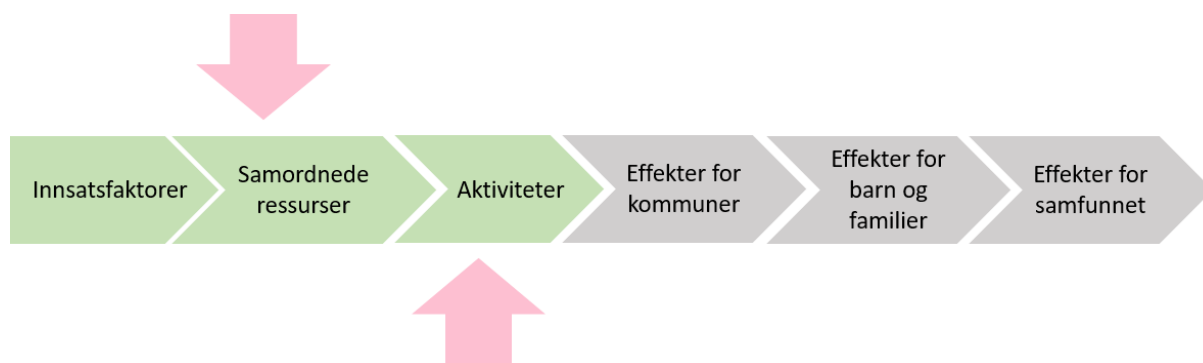 Innsatsfaktorer
Samordnede
ressurser
Aktiviteter
Effekter for
kommuner
Effekter for
barn og
familier
Effekter for
samfunnet